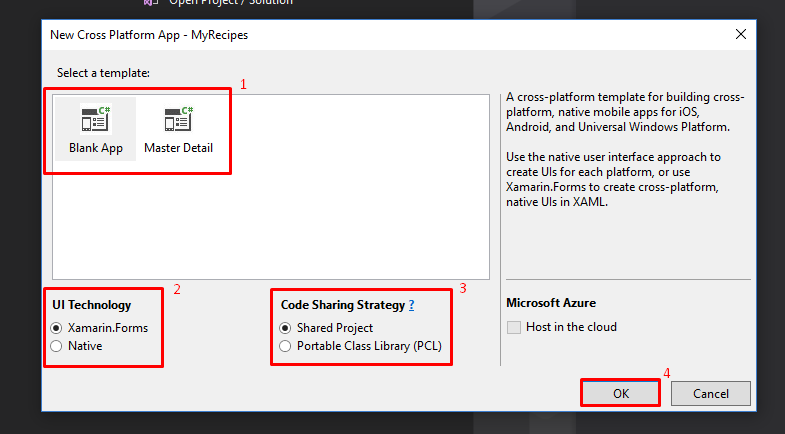 Open Project / Solution
New Cross Platform App - MyRecipes
Select a template:
1
C#
C#
Blank App
Master Detail
A cross-platform template for building cross-
platform, native mobile apps for iOS,
Android, and Universal Windows Platform.
Use the native user interface approach to
create UIs for each platform, or use
Xamarin.Forms to create cross-platform,
native UIs in XAML.
2
UI Technology
Xamarin.Forms
Native
3
Code Sharing Strategy ?
Shared Project
Portable Class Library (PCL)
Microsoft Azure
Host in the cloud
4
OK
Cancel